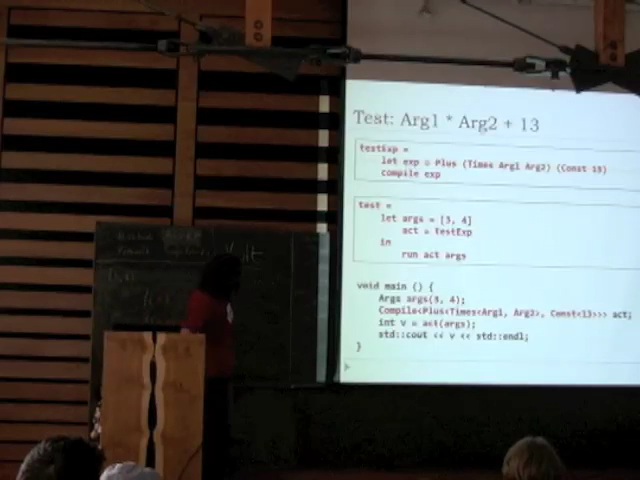 Test: Arg1 * Arg2 + 13
testExp =
let exp = Plus (Times Arg1 Arg2) (Const 13)
compile exp
test =
let args = [3, 4]
act = TestExp
in
run act args
void main () {
Args args(3, 4);
Compile<Plus<Times<Arg1, Arg2>, Const<13>>> act;
int v = act(args);
std::cout << v << std::endl;
}